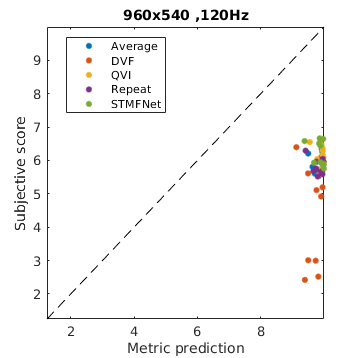 960x540 ,120Hz
Average
DVF
QVI
Repeat
STMFNet
Subjective score
9
8
7
6
5
4
3
2
2
4
6
8
Metric prediction